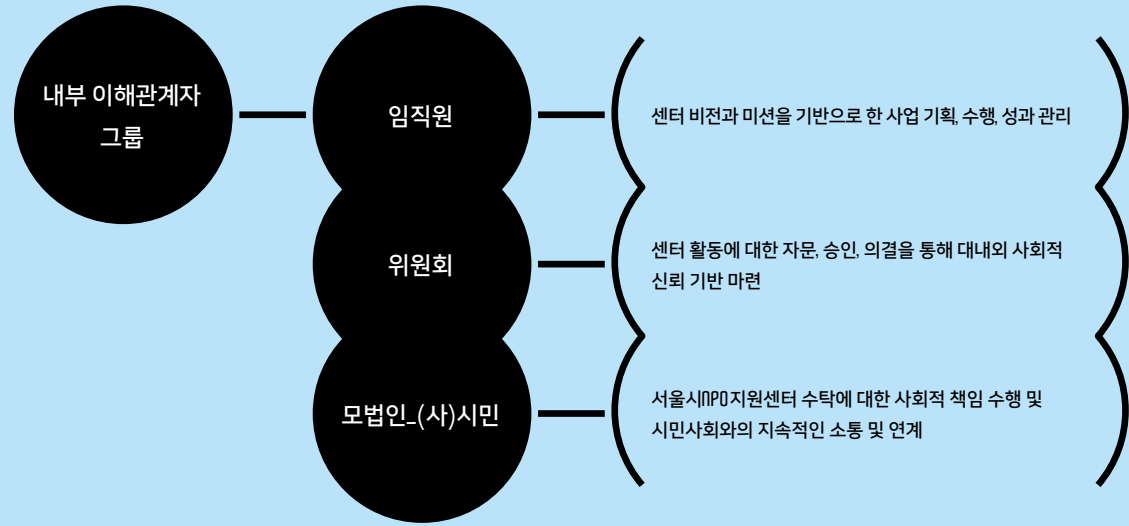 내부 이해관계자
그룹
임직원
센터 비전과 미션을 기반으로 한 사업 기획, 수행, 성과 관리
위원회
센터 활동에 대한 자문, 승인, 의결을 통해 대내외 사회적
신뢰 기반 마련
모법인_(사)시민
서울시NPO지원센터 수탁에 대한 사회적 책임 수행 및
시민사회와의 지속적인 소통 및 연계